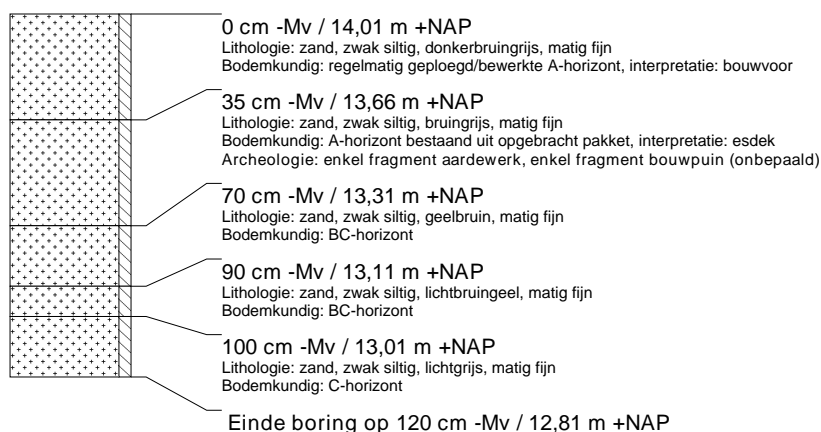 0 cm -Mv / 14,01 m +NAP
Lithologie: zand, zwak siltig, donkerbruingrijs, matig fijn
Bodemkundig: regelmatig geploegd/bewerkte A-horizont, interpretatie: bouwvoor
35 cm -Mv / 13,66 m +NAP
Lithologie: zand, zwak siltig, bruingrijs, matig fijn
Bodemkundig: A-horizont bestaand uit opgebracht pakket, interpretatie: esdek
Archeologie: enkel fragment aardewerk, enkel fragment bouwpuin (onbepaald)
70 cm -Mv / 13,31 m +NAP
Lithologie: zand, zwak siltig, geelbruin, matig fijn
Bodemkundig: BC-horizont
90 cm -Mv / 13,11 m +NAP
Lithologie: zand, zwak siltig, lichtbruingeel, matig fijn
Bodemkundig: BC-horizont
100 cm -Mv / 13,01 m +NAP
Lithologie: zand, zwak siltig, lichtgrijs, matig fijn
Bodemkundig: C-horizont
Einde boring op 120 cm -Mv / 12,81 m +NAP